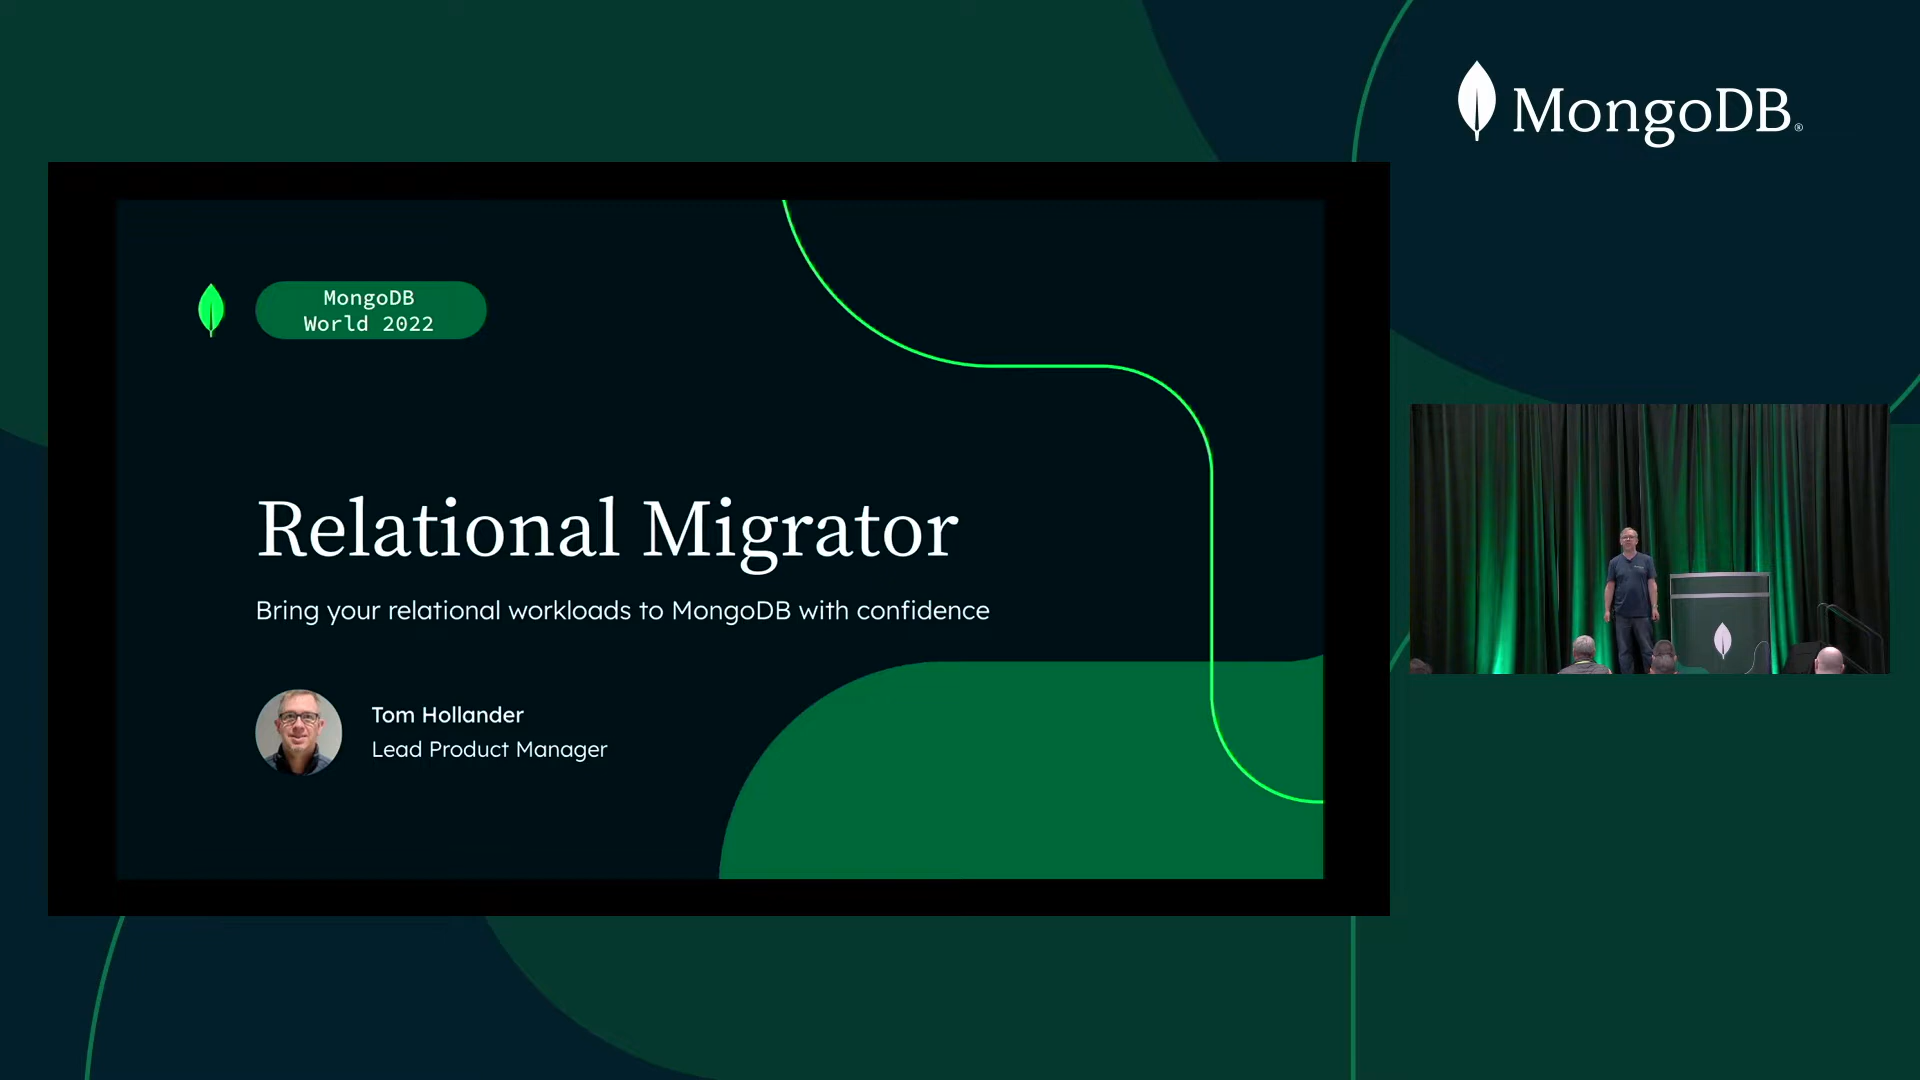 MongoDB®
MongoDB
World 2022
Relational Migrator
Bring your relational workloads to MongoDB with confidence
Tom Hollander
Lead Product Manager